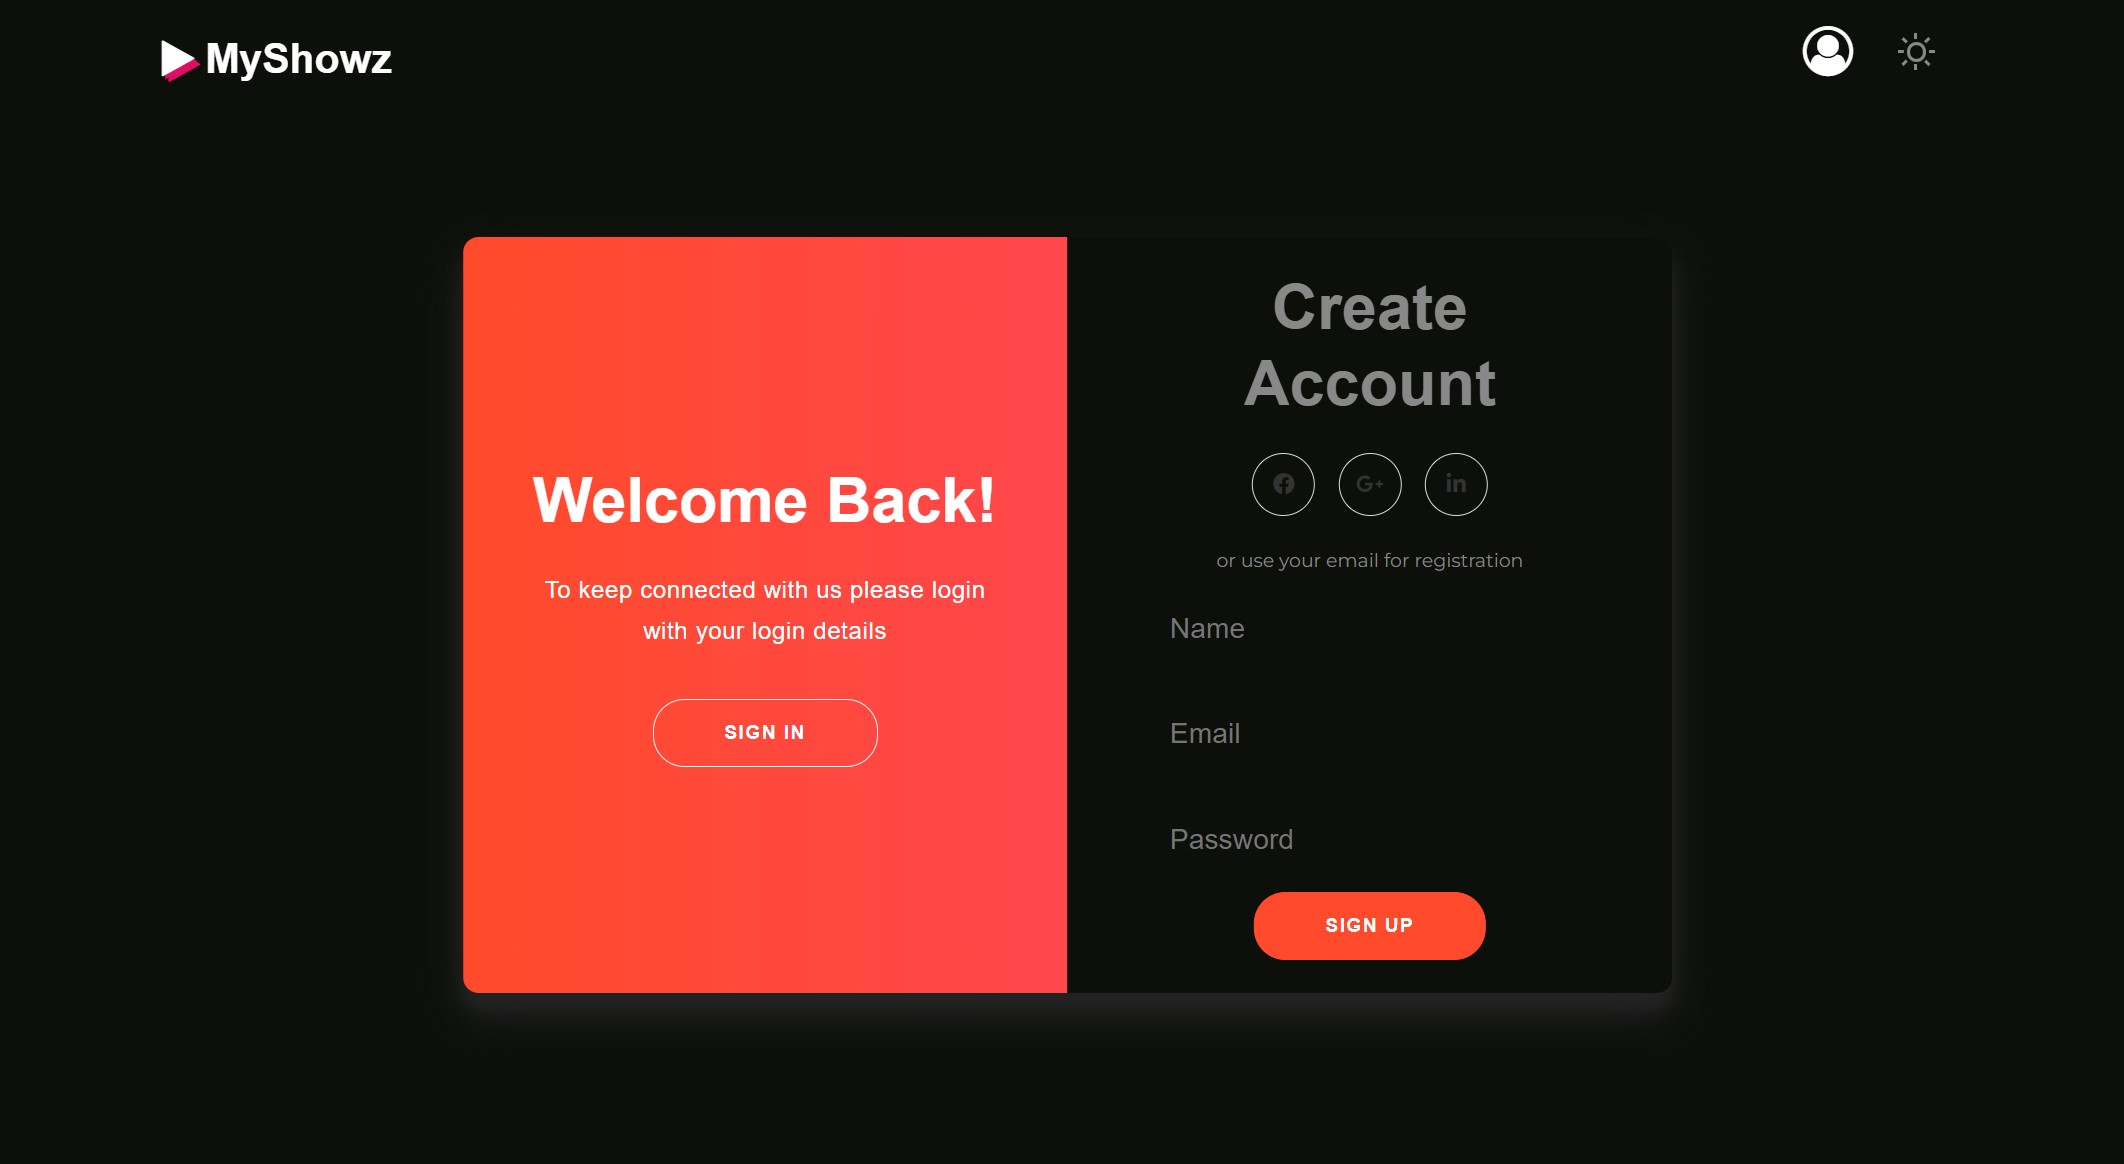 MyShowz
Welcome Back!
To keep connected with us please login
with your login details
SIGN IN
Create
Account
G+
in
or use your email for registration
Name
Email
Password
SIGN UP